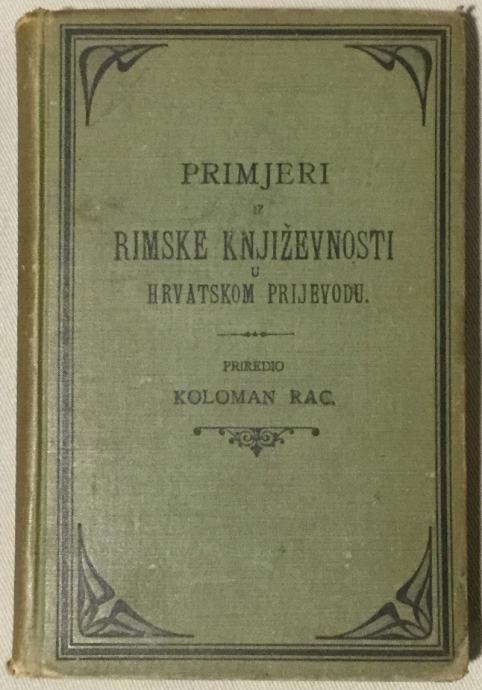 PRIMJERI
IZ
RIMSKE KNJIŽEVNOSTI
U
HRVATSKOM PRIJEVODU.
PRIREDIO
KOLOMAN RAC.